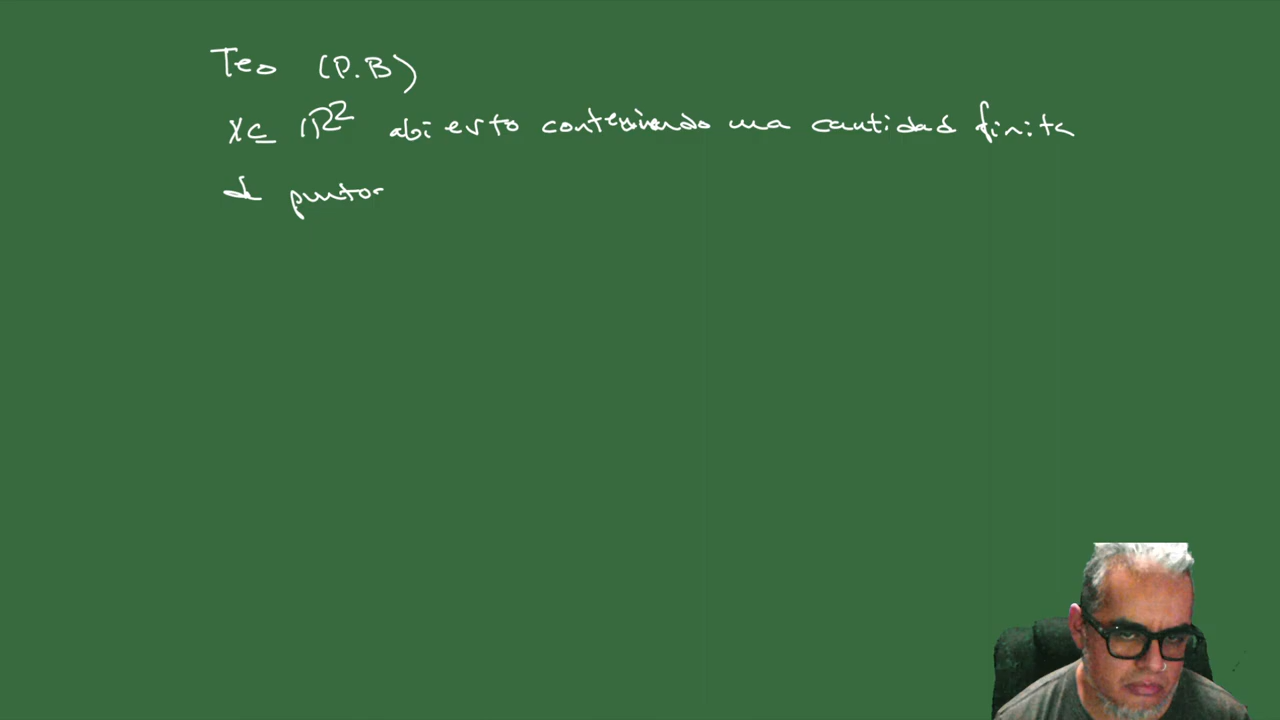 Teo (P.B)
X ⊆ ℝ² abierto conteniendo una cantidad finita
de puntos